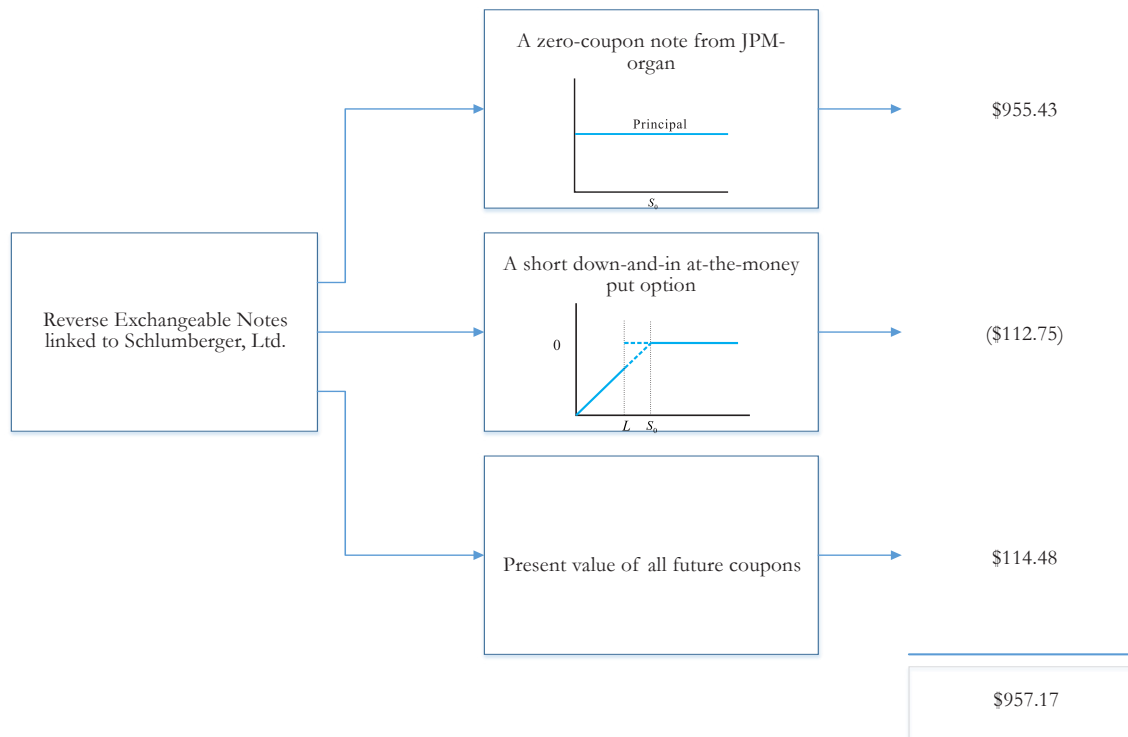 A zero-coupon note from JPM-
organ
Principal
S₀
$955.43
Reverse Exchangeable Notes
linked to Schlumberger, Ltd.
A short down-and-in at-the-money
put option
0
L S₀
($112.75)
Present value of all future coupons
$114.48
$957.17